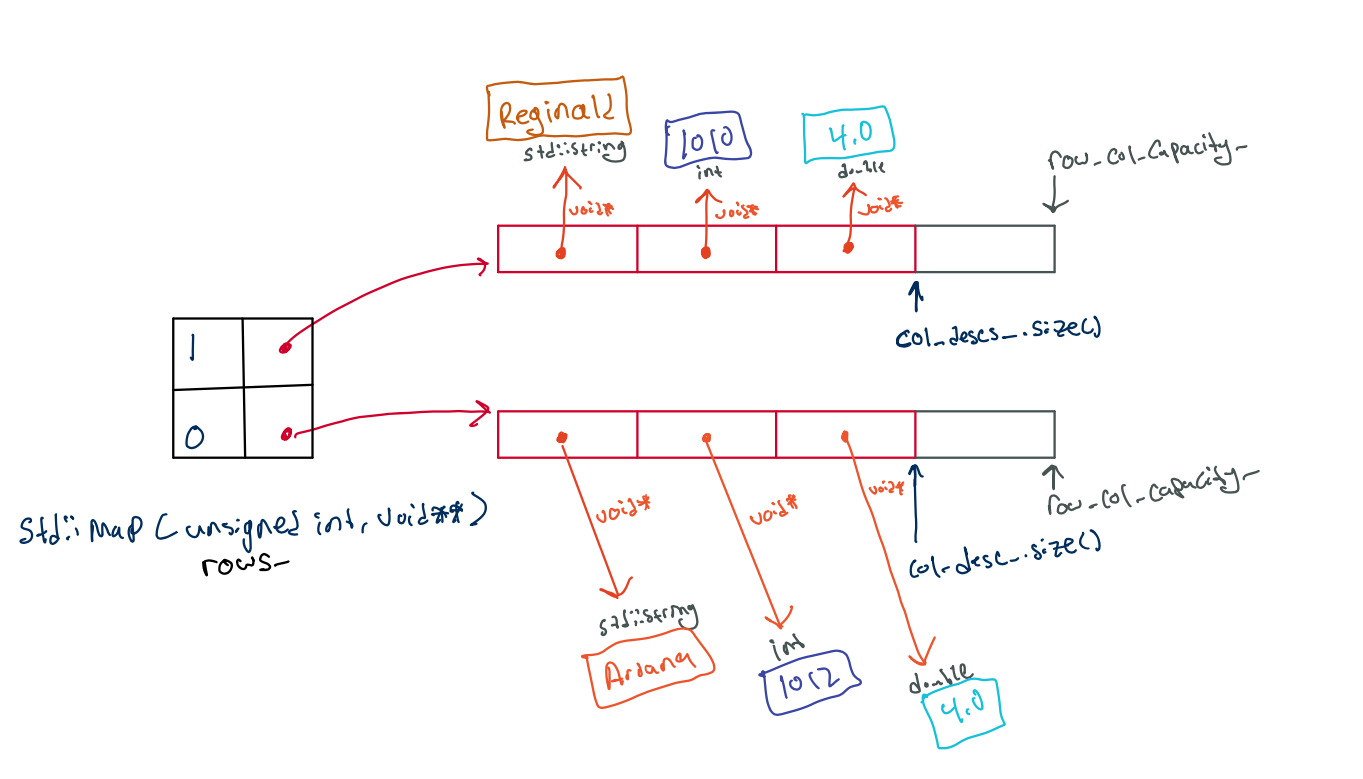 Reginald
std::string
void*
1010
int
void*
4.0
double
void*
row_col_capacity_
col_descs_.size()
1
0
std::map(unsigned int, void**)
rows_
void*
void*
void*
row_col_capacity_
col_desc_.size()
std::string
Ardana
int
1012
double
4.0